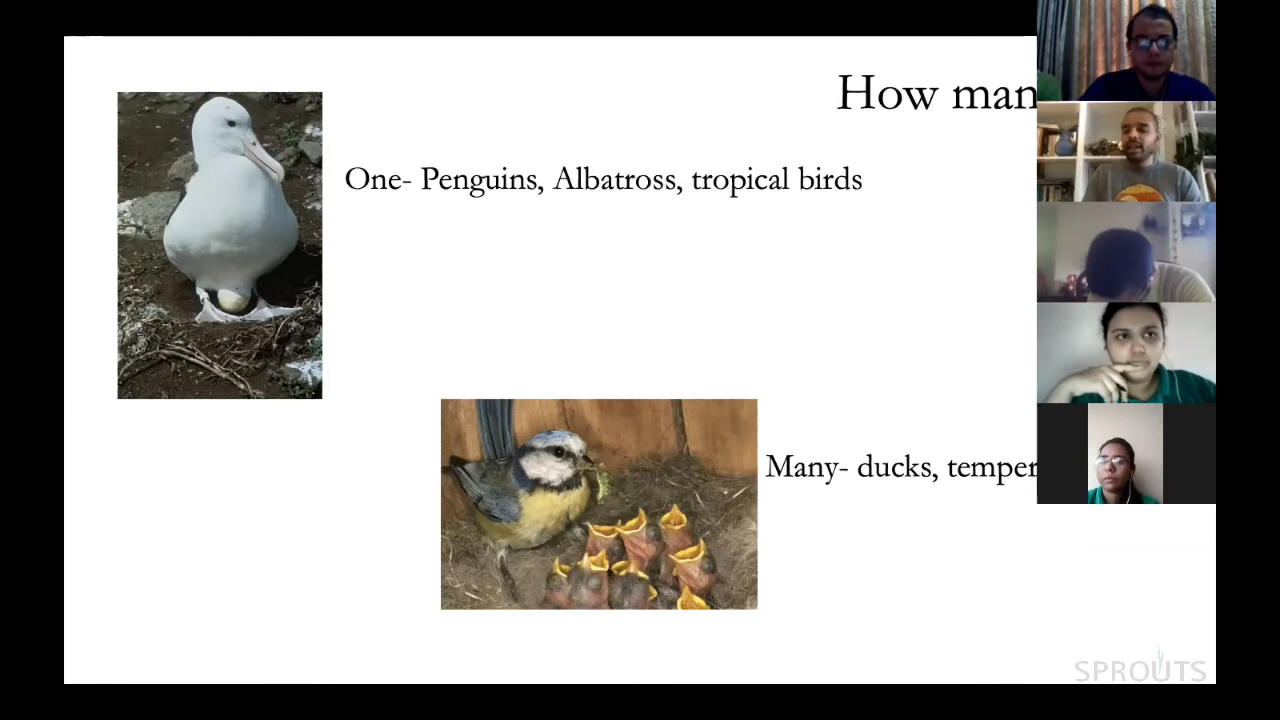 How man
One- Penguins, Albatross, tropical birds
Many- ducks, temper
SPROUTS